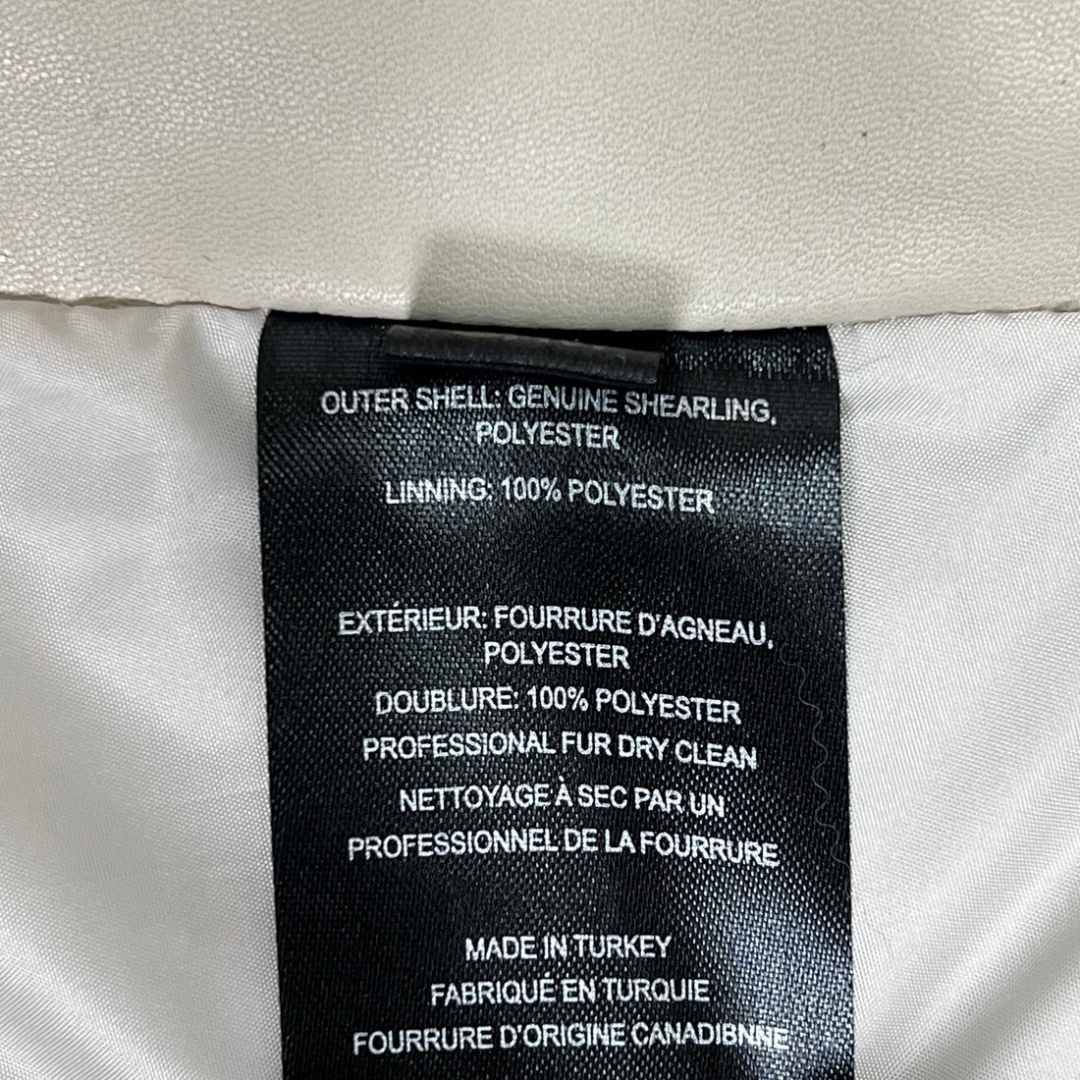 OUTER SHELL: GENUINE SHEARLING,
POLYESTER
LINNING: 100% POLYESTER
EXTÉRIEUR: FOURRURE D'AGNEAU,
POLYESTER
DOUBLURE: 100% POLYESTER
PROFESSIONAL FUR DRY CLEAN
NETTOYAGE À SEC PAR UN
PROFESSIONNEL DE LA FOURRURE
MADE IN TURKEY
FABRIQUÉ EN TURQUIE
FOURRURE D'ORIGINE CANADIBNNE